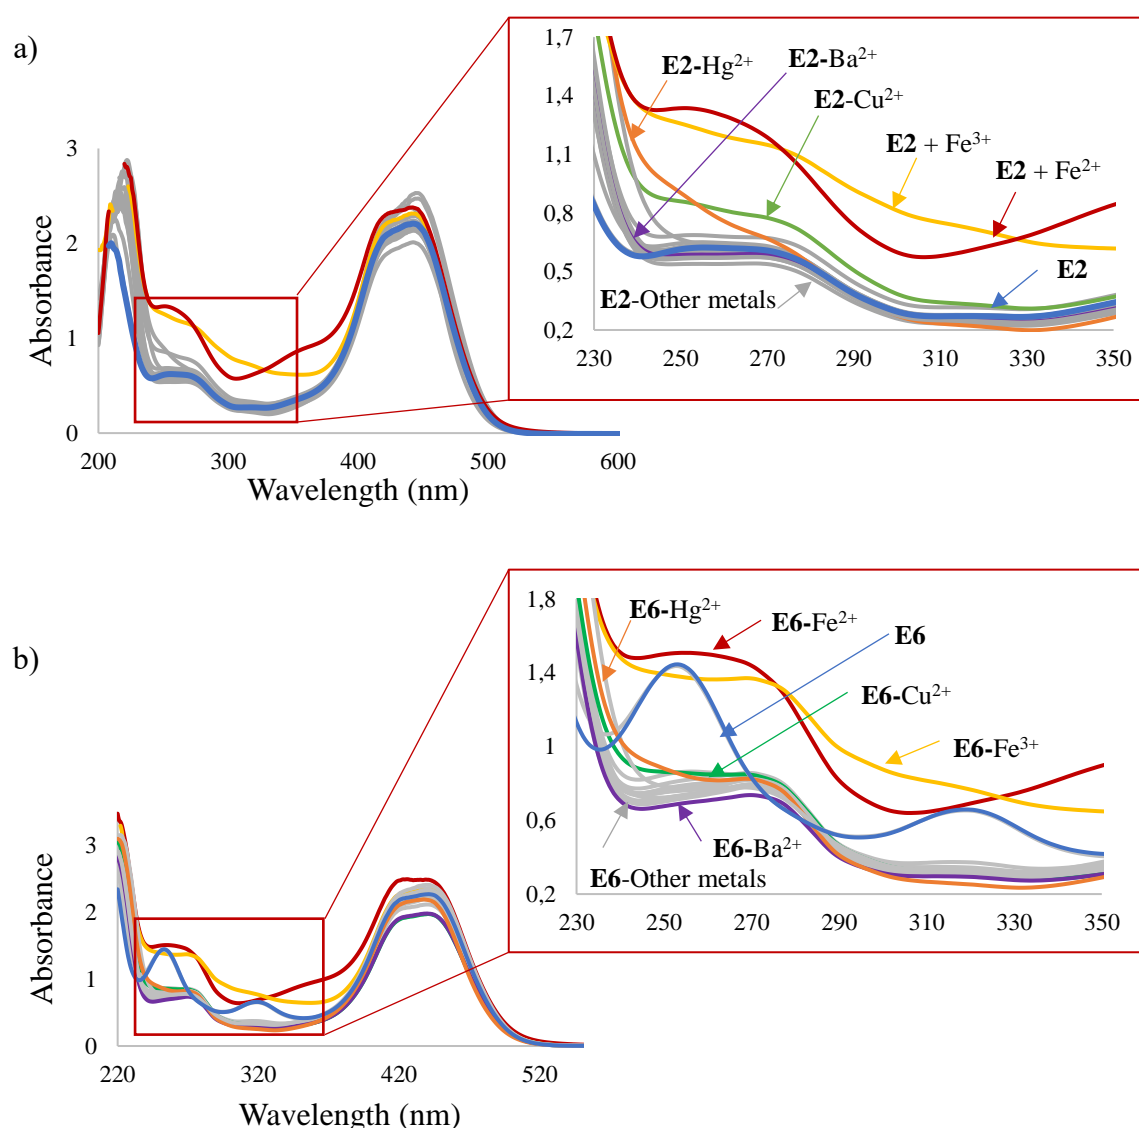 a)
1,7
1,4
1,1
0,8
0,5
0,2
230 250 270 290 310 330 350
E2-Hg²⁺
E2-Ba²⁺
E2-Cu²⁺
E2 + Fe³⁺
E2 + Fe²⁺
E2
E2-Other metals
3
2
1
0
200 300 400 500 600
Absorbance
Wavelength (nm)
b)
1,8
1,4
1
0,6
0,2
230 250 270 290 310 330 350
E6-Hg²⁺
E6-Fe²⁺
E6
E6-Cu²⁺
E6-Fe³⁺
E6-Ba²⁺
E6-Other metals
3
2
1
0
220 320 420 520
Absorbance
Wavelength (nm)